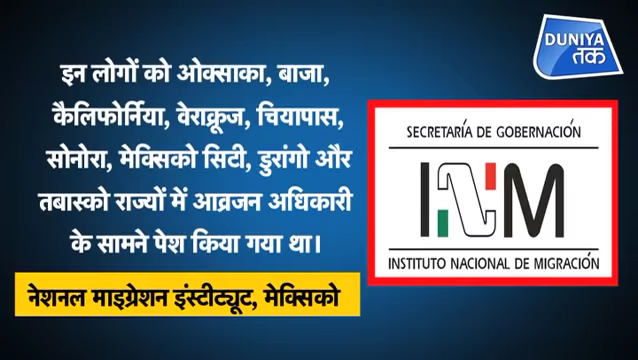 DUNIYA
तक
इन लोगों को ओक्साका, बाजा,
कैलिफोर्निया, वेराक्रूज, चियापास,
सोनोरा, मेक्सिको सिटी, डुरांगो और
तबास्को राज्यों में आव्रजन अधिकारी
के सामने पेश किया गया था।
नेशनल माइग्रेशन इंस्टीट्यूट, मेक्सिको
SECRETARÍA DE GOBERNACIÓN
INM
INSTITUTO NACIONAL DE MIGRACIÓN